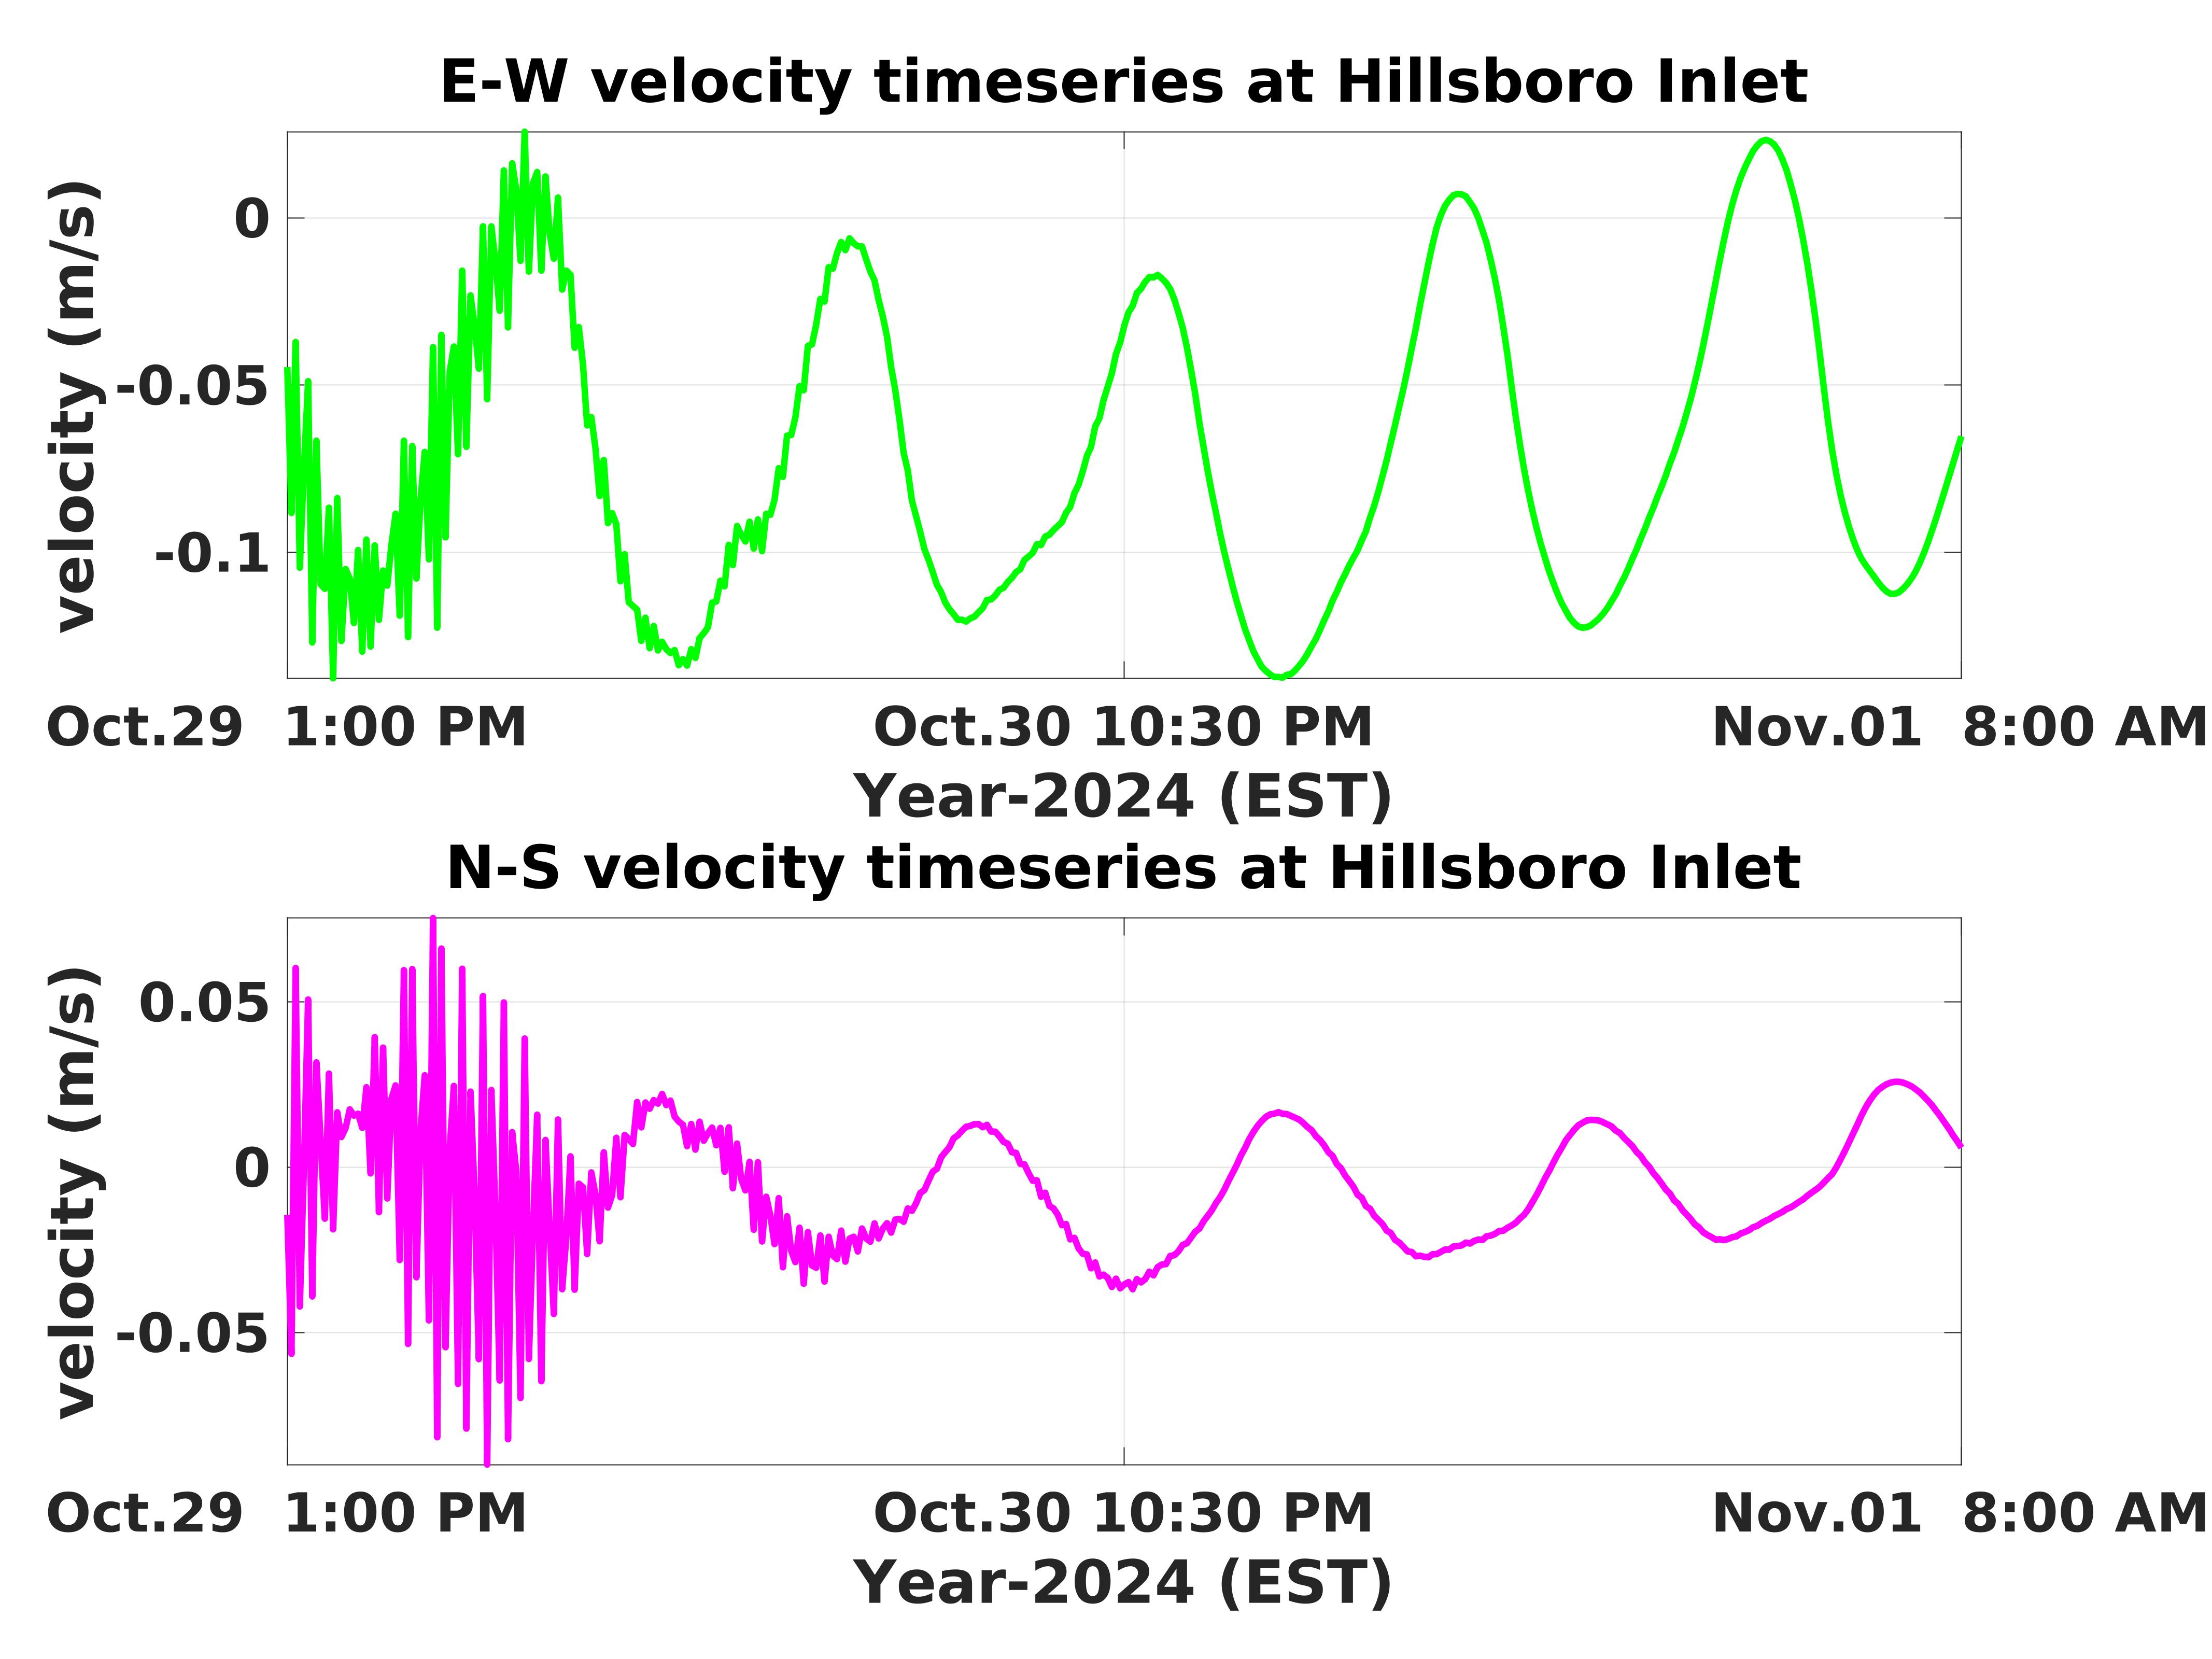 E-W velocity timeseries at Hillsboro Inlet
velocity (m/s)
0
-0.05
-0.1
Oct.29  1:00 PM Oct.30 10:30 PM Nov.01  8:00 AM
Year-2024 (EST)
N-S velocity timeseries at Hillsboro Inlet
velocity (m/s)
0.05
0
-0.05
Oct.29  1:00 PM Oct.30 10:30 PM Nov.01  8:00 AM
Year-2024 (EST)